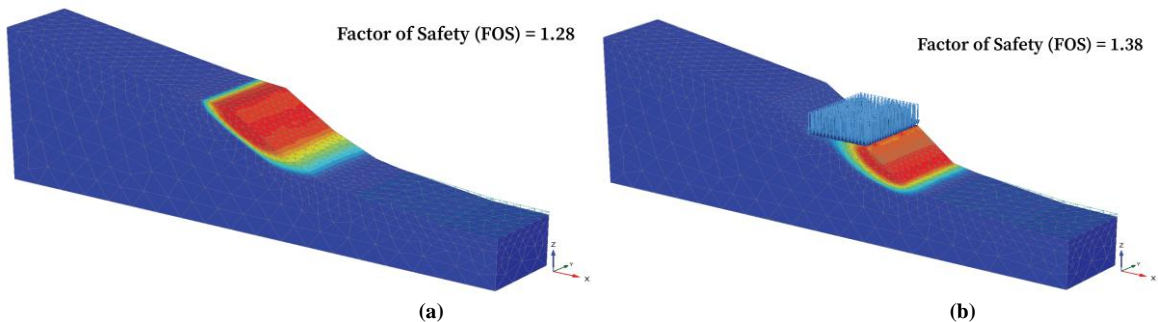 Factor of Safety (FOS) = 1.28
Factor of Safety (FOS) = 1.38
Z
Y
X
Z
Y
X
(a)
(b)